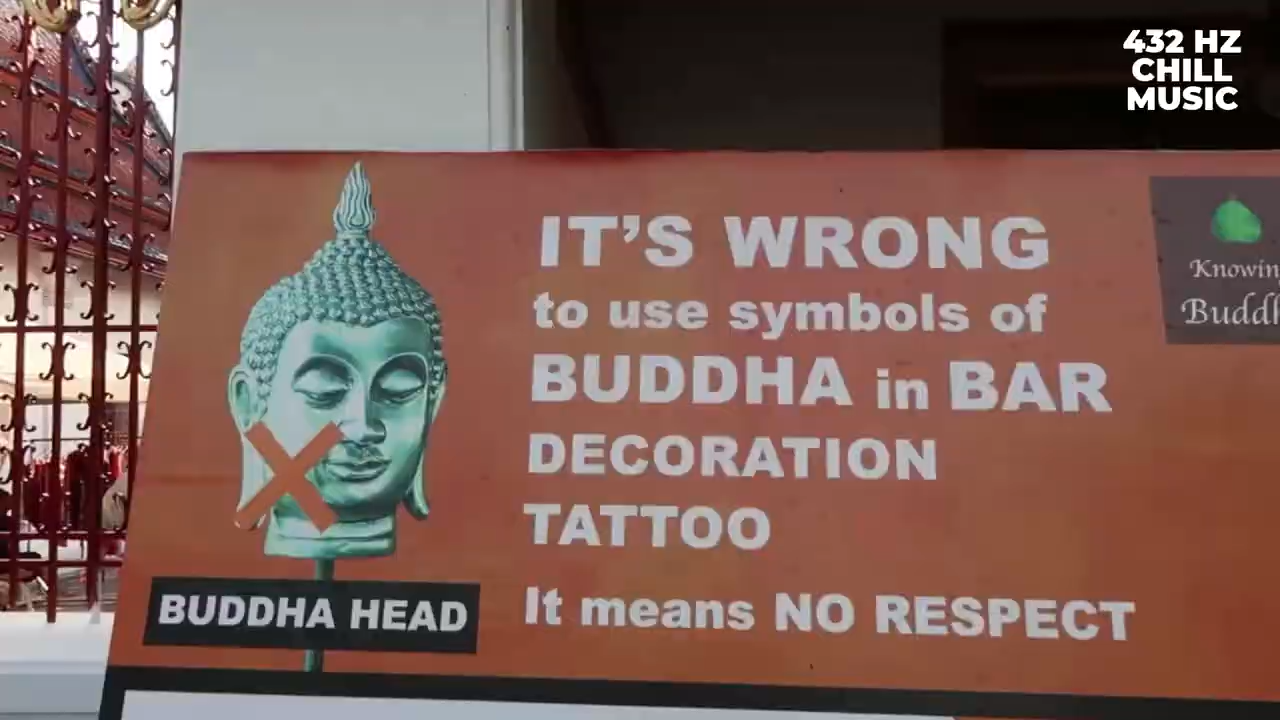 432 HZ
CHILL
MUSIC
IT'S WRONG
to use symbols of
BUDDHA in BAR
DECORATION
TATTOO
It means NO RESPECT
BUDDHA HEAD